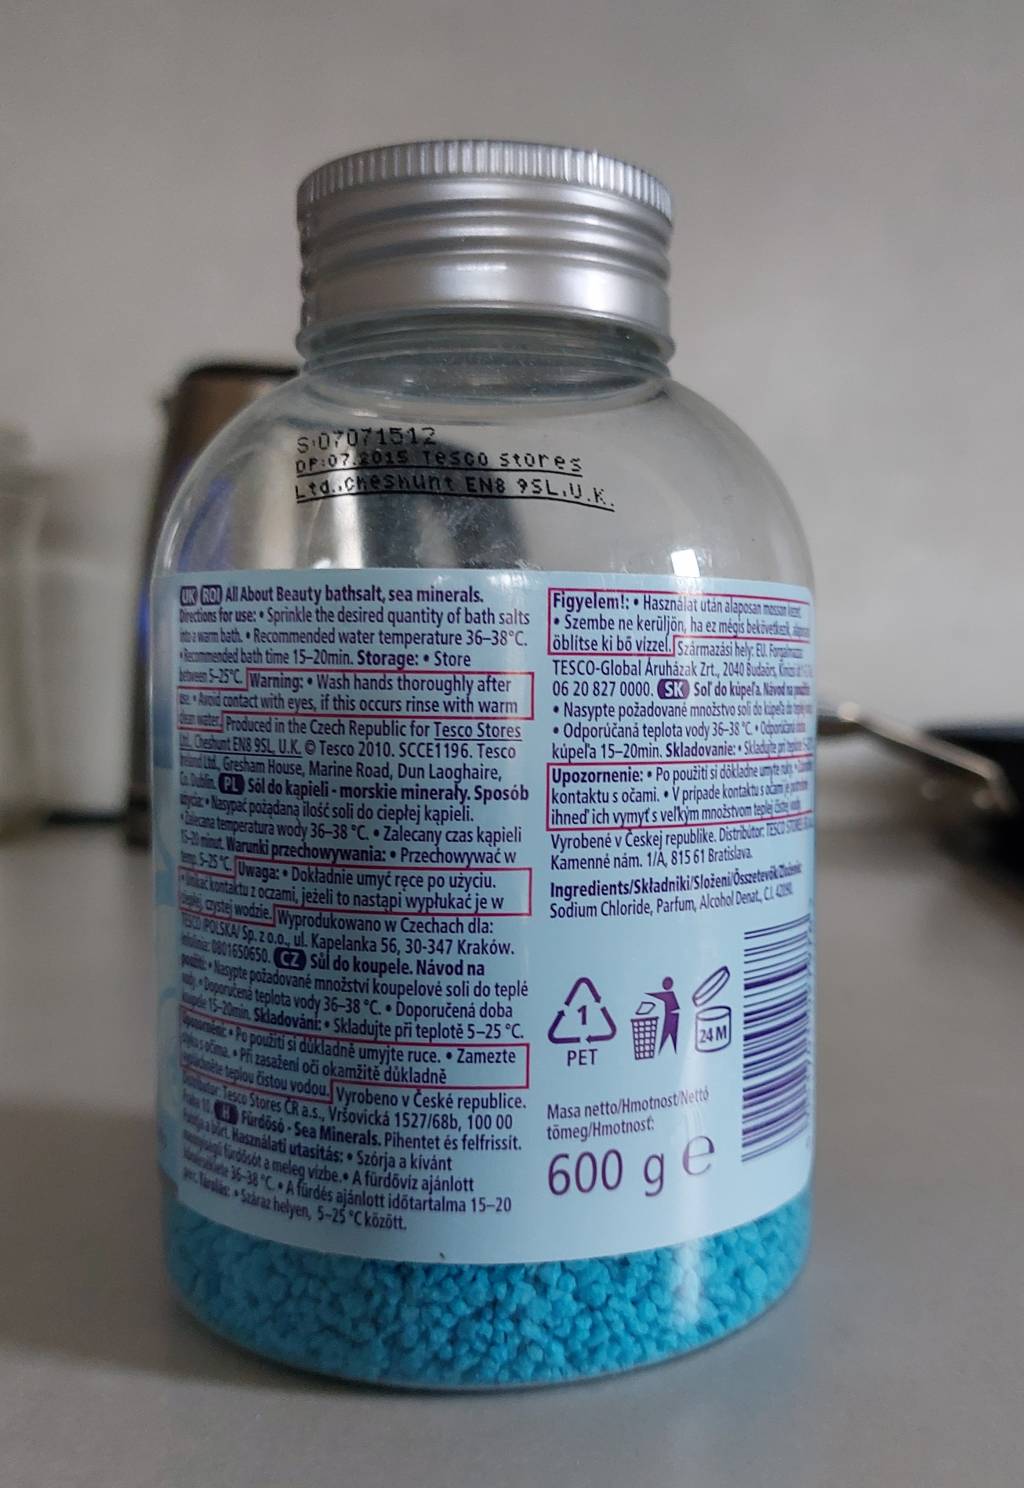 S:07071512
DP:07.2015 Tesco Stores
Ltd.,Cheshunt EN8 9SL,U.K.
UK ROI All About Beauty bathsalt, sea minerals.
Directions for use: • Sprinkle the desired quantity of bath salts
into a warm bath. • Recommended water temperature 36–38°C.
• Recommended bath time 15–20min. Storage: • Store
between 5–25°C. Warning: • Wash hands thoroughly after
use. • Avoid contact with eyes, if this occurs rinse with warm
clean water. Produced in the Czech Republic for Tesco Stores
Ltd., Cheshunt EN8 9SL, U.K. © Tesco 2010. SCCE1196. Tesco
Ireland Ltd., Gresham House, Marine Road, Dun Laoghaire,
Co. Dublin. PL Sól do kąpieli - morskie minerały. Sposób
użycia: • Nasypać pożądaną ilość soli do ciepłej kąpieli.
• Zalecana temperatura wody 36–38 °C. • Zalecany czas kąpieli
15–20 minut. Warunki przechowywania: • Przechowywać w
temp. 5–25 °C. Uwaga: • Dokładnie umyć ręce po użyciu.
• Unikać kontaktu z oczami, jeżeli to nastąpi wypłukać je w
ciepłej, czystej wodzie. Wyprodukowano w Czechach dla:
TESCO /POLSKA/ Sp. z o.o., ul. Kapelanka 56, 30-347 Kraków.
Infolinia: 0801650650. CZ Sůl do koupele. Návod na
použití: • Nasypte požadované množství koupelové soli do teplé
vody. • Doporučená teplota vody 36–38 °C. • Doporučená doba
koupele 15–20min. Skladování: • Skladujte při teplotě 5–25 °C.
Upozornění: • Po použití si důkladně umyjte ruce. • Zamezte
styku s očima. • Při zasažení očí okamžitě důkladně
vypláchněte teplou čistou vodou. Vyrobeno v České republice.
Distributor: Tesco Stores ČR a.s., Vršovická 1527/68b, 100 00
Praha 10. H Fürdősó - Sea Minerals. Pihentet és felfrissít.
a bőrt. Használati utasítás: • Szórja a kívánt
mennyiségű fürdősót a meleg vízbe. • A fürdővíz ajánlott
hőmérséklete 36–38 °C. • A fürdés ajánlott időtartalma 15–20
perc. Tárolás: • Száraz helyen, 5–25 °C között.
Figyelem!: • Használat után alaposan mosson kezet.
• Szembe ne kerüljön, ha ez mégis bekövetkezik, alaposan
öblítse ki bő vízzel. Származási hely: EU. Forgalmazza:
TESCO-Global Áruházak Zrt., 2040 Budaörs, Kinizsi út
06 20 827 0000. SK Soľ do kúpeľa. Návod na použitie:
• Nasypte požadované množstvo soli do kúpeľa do teplej
• Odporúčaná teplota vody 36-38 °C. • Odporúčaná doba
kúpeľa 15–20min. Skladovanie: • Skladujte pri teplote
Upozornenie: • Po použití si dôkladne umyte ruky. •
kontaktu s očami. • V prípade kontaktu s očami je potrebné
ihneď ich vymyť s veľkým množstvom teplej čistej vody.
Vyrobené v Českej republike. Distribútor: TESCO STORES
Kamenné nám. 1/A, 815 61 Bratislava.
Ingredients/Składniki/Složení/Összetevők/Zloženie:
Sodium Chloride, Parfum, Alcohol Denat., C.I. 42090.
1
PET
24 M
Masa netto/Hmotnost/Nettó
tömeg/Hmotnosť:
600 g e